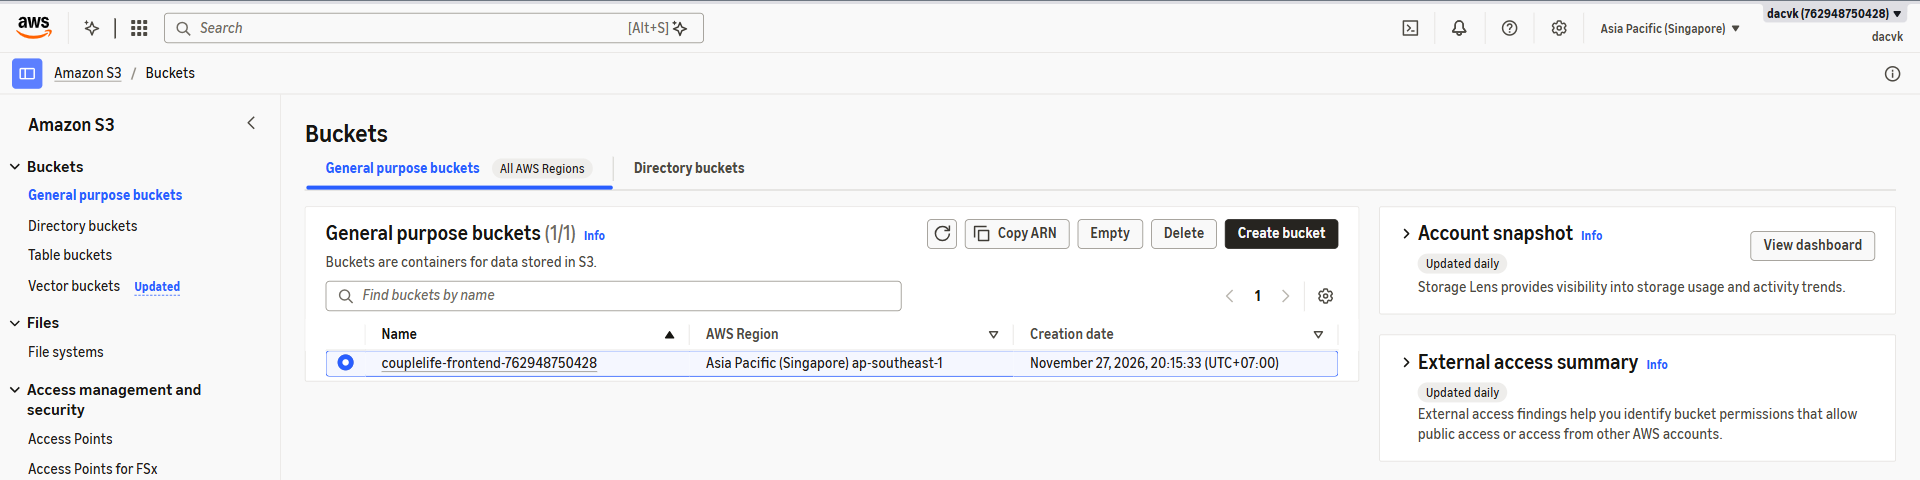 aws
Search [Alt+S]
Asia Pacific (Singapore)
dacvk (762948750428)
dacvk
Amazon S3 / Buckets
Amazon S3
Buckets
General purpose buckets
Directory buckets
Table buckets
Vector buckets Updated
Files
File systems
Access management and
security
Access Points
Access Points for FSx
Buckets
General purpose buckets All AWS Regions Directory buckets
General purpose buckets (1/1) Info
Copy ARN Empty Delete Create bucket
Buckets are containers for data stored in S3.
Find buckets by name
1
Name AWS Region Creation date
couplelife-frontend-762948750428 Asia Pacific (Singapore) ap-southeast-1 November 27, 2026, 20:15:33 (UTC+07:00)
Account snapshot Info
View dashboard
Updated daily
Storage Lens provides visibility into storage usage and activity trends.
External access summary Info
Updated daily
External access findings help you identify bucket permissions that allow
public access or access from other AWS accounts.